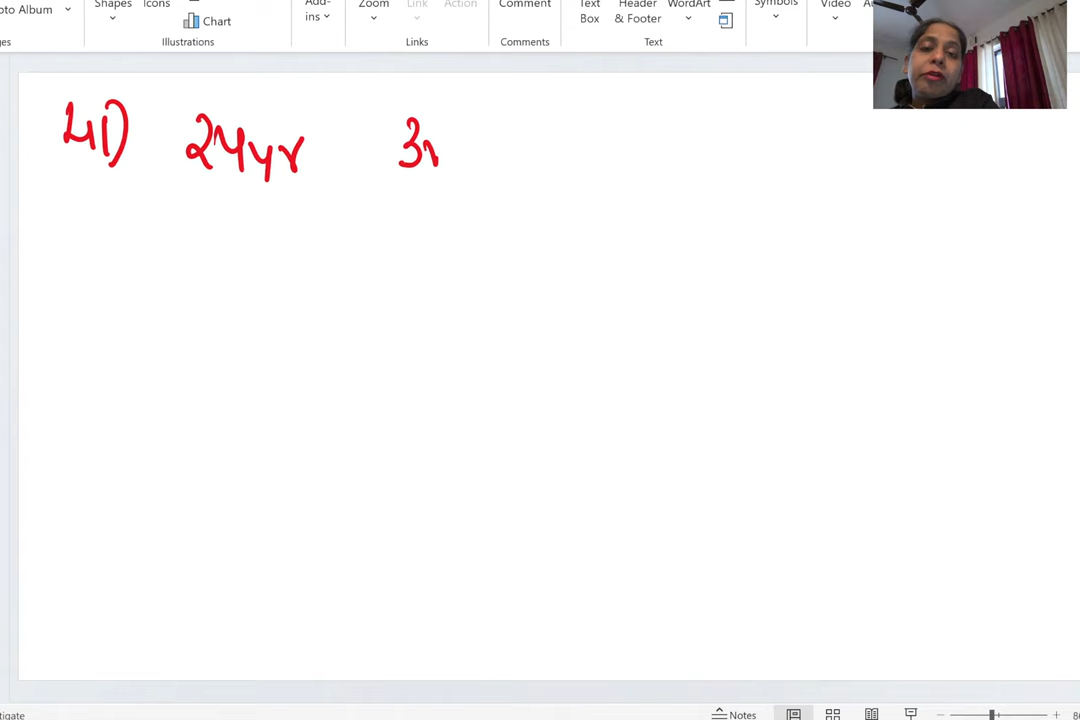 oto Album
Shapes
Icons
Add-
Zoom
Link
Action
Comment
Text
Header
WordArt
Symbols
Video
Chart
ins
Box
& Footer
Illustrations
Links
Comments
Text
41) 24yr 3
Notes